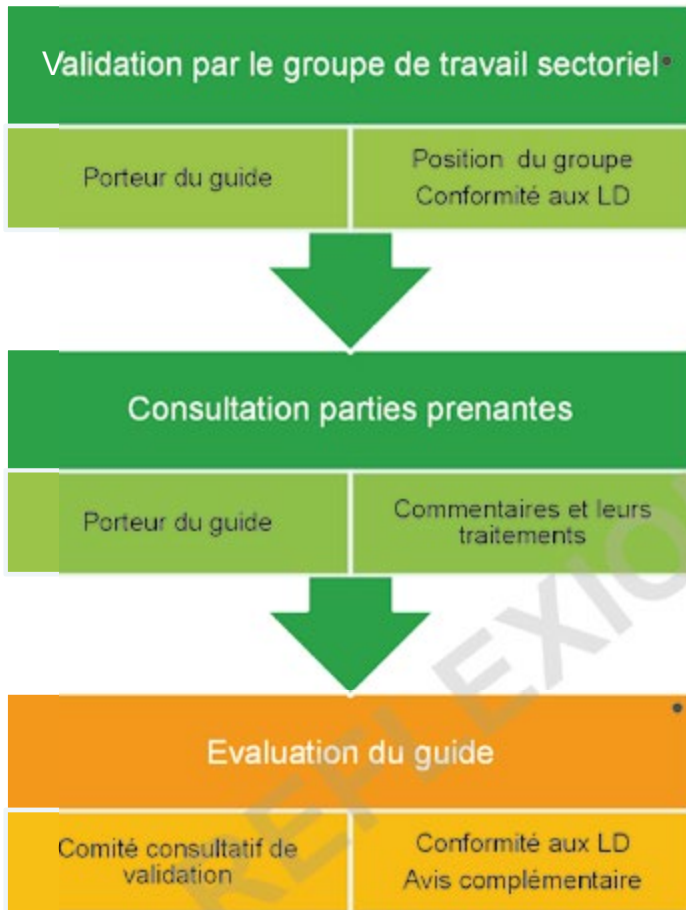 Validation par le groupe de travail sectoriel
Porteur du guide
Position du groupe
Conformité aux LD
Consultation parties prenantes
Porteur du guide
Commentaires et leurs
traitements
Evaluation du guide
Comité consultatif de
validation
Conformité aux LD
Avis complémentaire
REFLEXIO